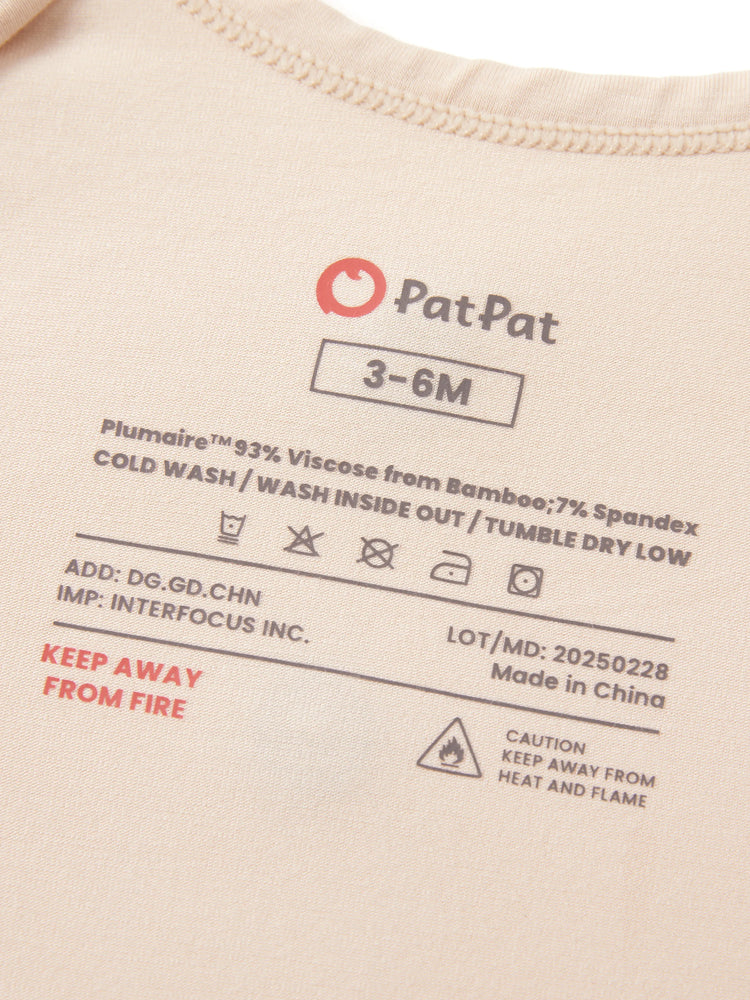 PatPat
3-6M
Plumaire™ 93% Viscose from Bamboo;7% Spandex
COLD WASH / WASH INSIDE OUT / TUMBLE DRY LOW
ADD: DG.GD.CHN
IMP: INTERFOCUS INC.
LOT/MD: 20250228
Made in China
KEEP AWAY
FROM FIRE
CAUTION
KEEP AWAY FROM
HEAT AND FLAME